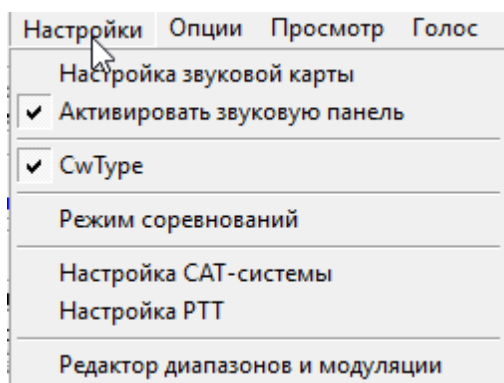 Настройки Опции Просмотр Голос
Настройка звуковой карты
Активировать звуковую панель
CwType
Режим соревнований
Настройка CAT-системы
Настройка PTT
Редактор диапазонов и модуляции